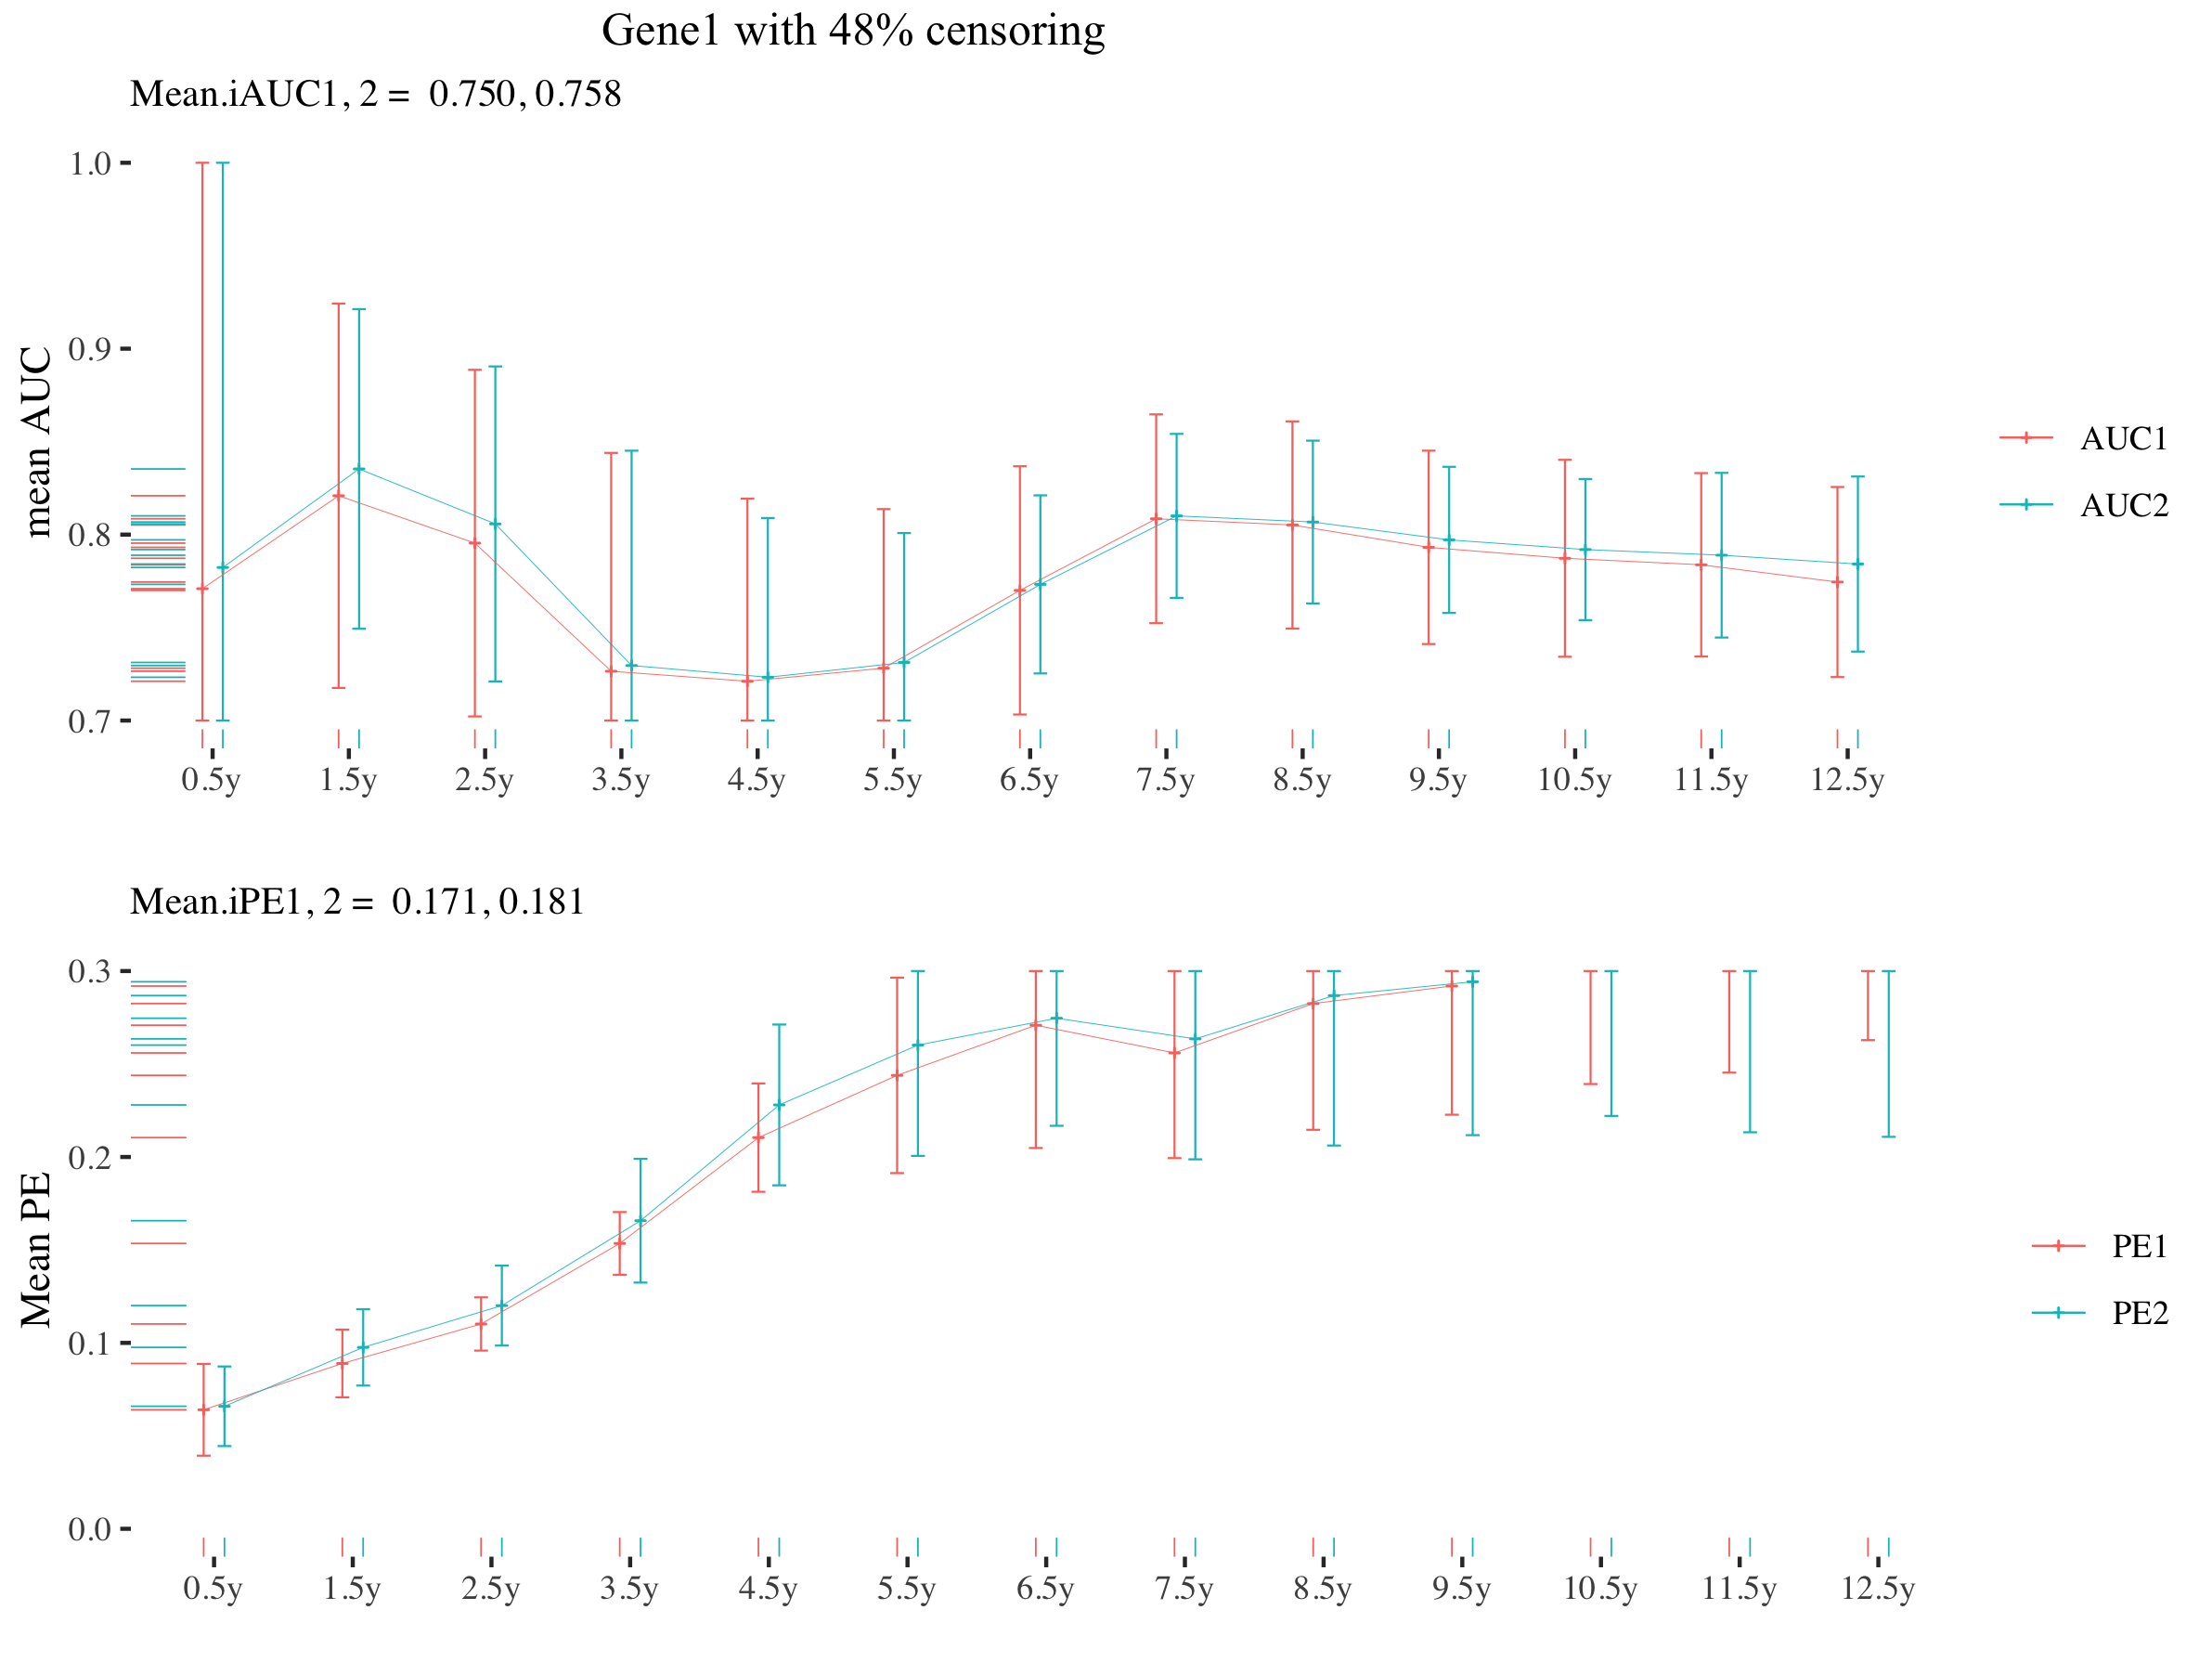 Gene1 with 48% censoring
Mean.iAUC1, 2 = 0.750, 0.758
mean AUC
1.0
0.9
0.8
0.7
0.5y 1.5y 2.5y 3.5y 4.5y 5.5y 6.5y 7.5y 8.5y 9.5y 10.5y 11.5y 12.5y
AUC1
AUC2
Mean.iPE1, 2 = 0.171, 0.181
Mean PE
0.3
0.2
0.1
0.0
0.5y 1.5y 2.5y 3.5y 4.5y 5.5y 6.5y 7.5y 8.5y 9.5y 10.5y 11.5y 12.5y
PE1
PE2